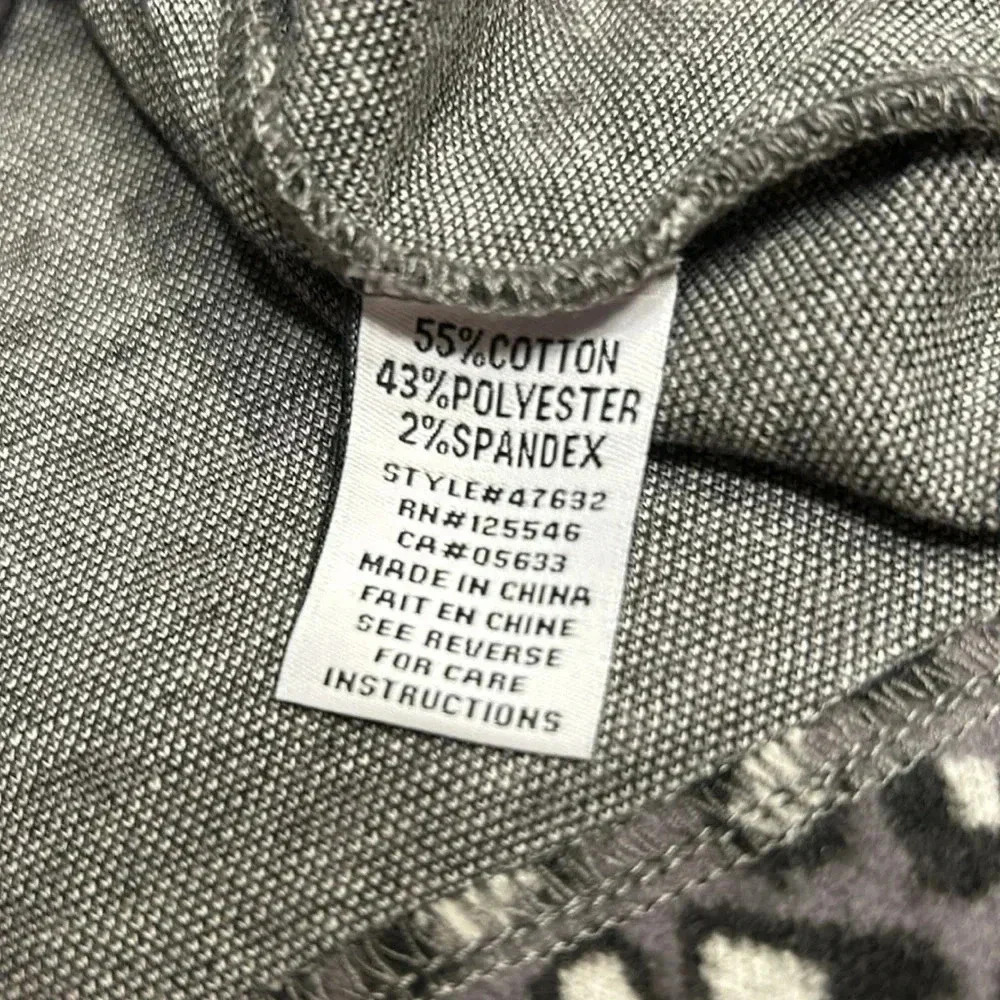 55%COTTON
43%POLYESTER
2%SPANDEX
STYLE#47632
RN#125546
CA#05633
MADE IN CHINA
FAIT EN CHINE
SEE REVERSE
FOR CARE
INSTRUCTIONS